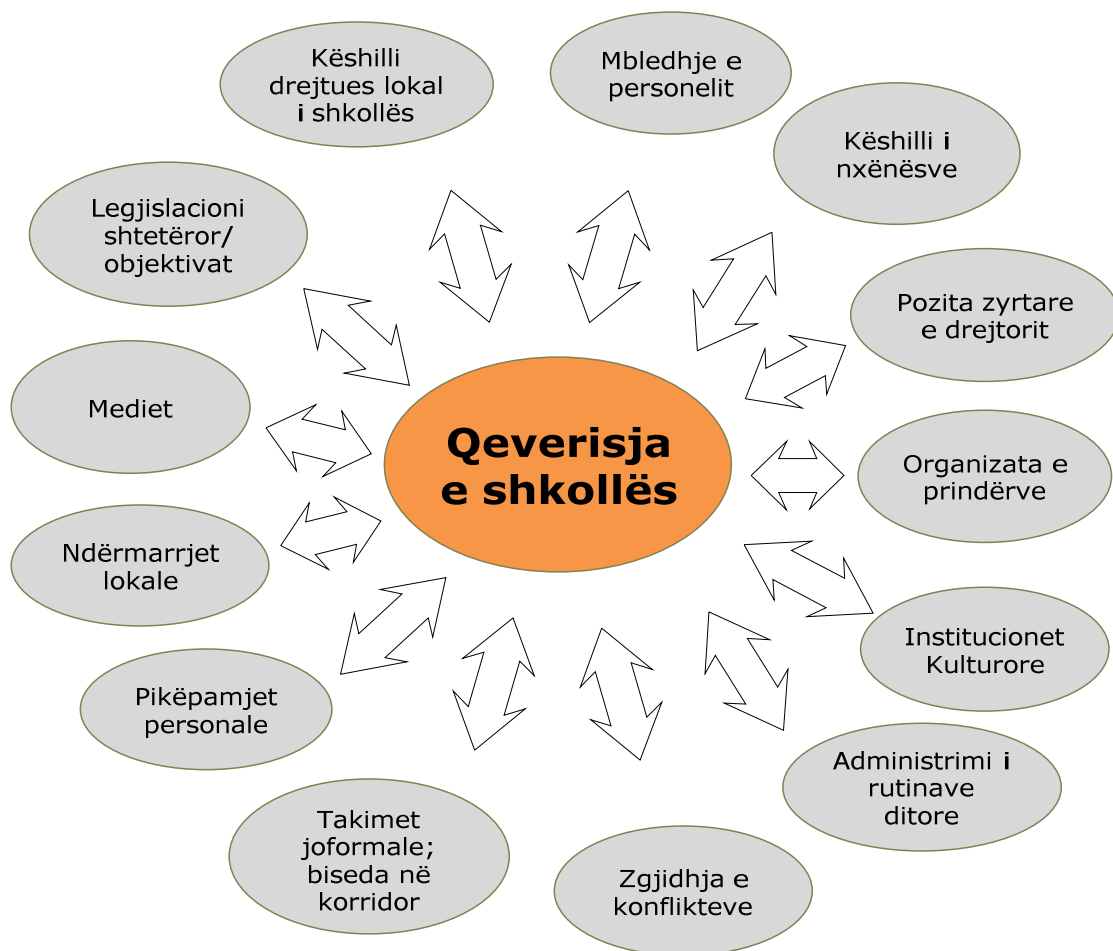 Këshilli
drejtues lokal
i shkollës
Mbledhje e
personelit
Këshilli i
nxënësve
Legjislacioni
shtetëror/
objektivat
Pozita zyrtare
e drejtorit
Mediet
Qeverisja
e shkollës
Organizata e
prindërve
Ndërmarrjet
lokale
Institucionet
Kulturore
Pikëpamjet
personale
Administrimi i
rutinave
ditore
Takimet
joformale;
biseda në
korridor
Zgjidhja e
konflikteve